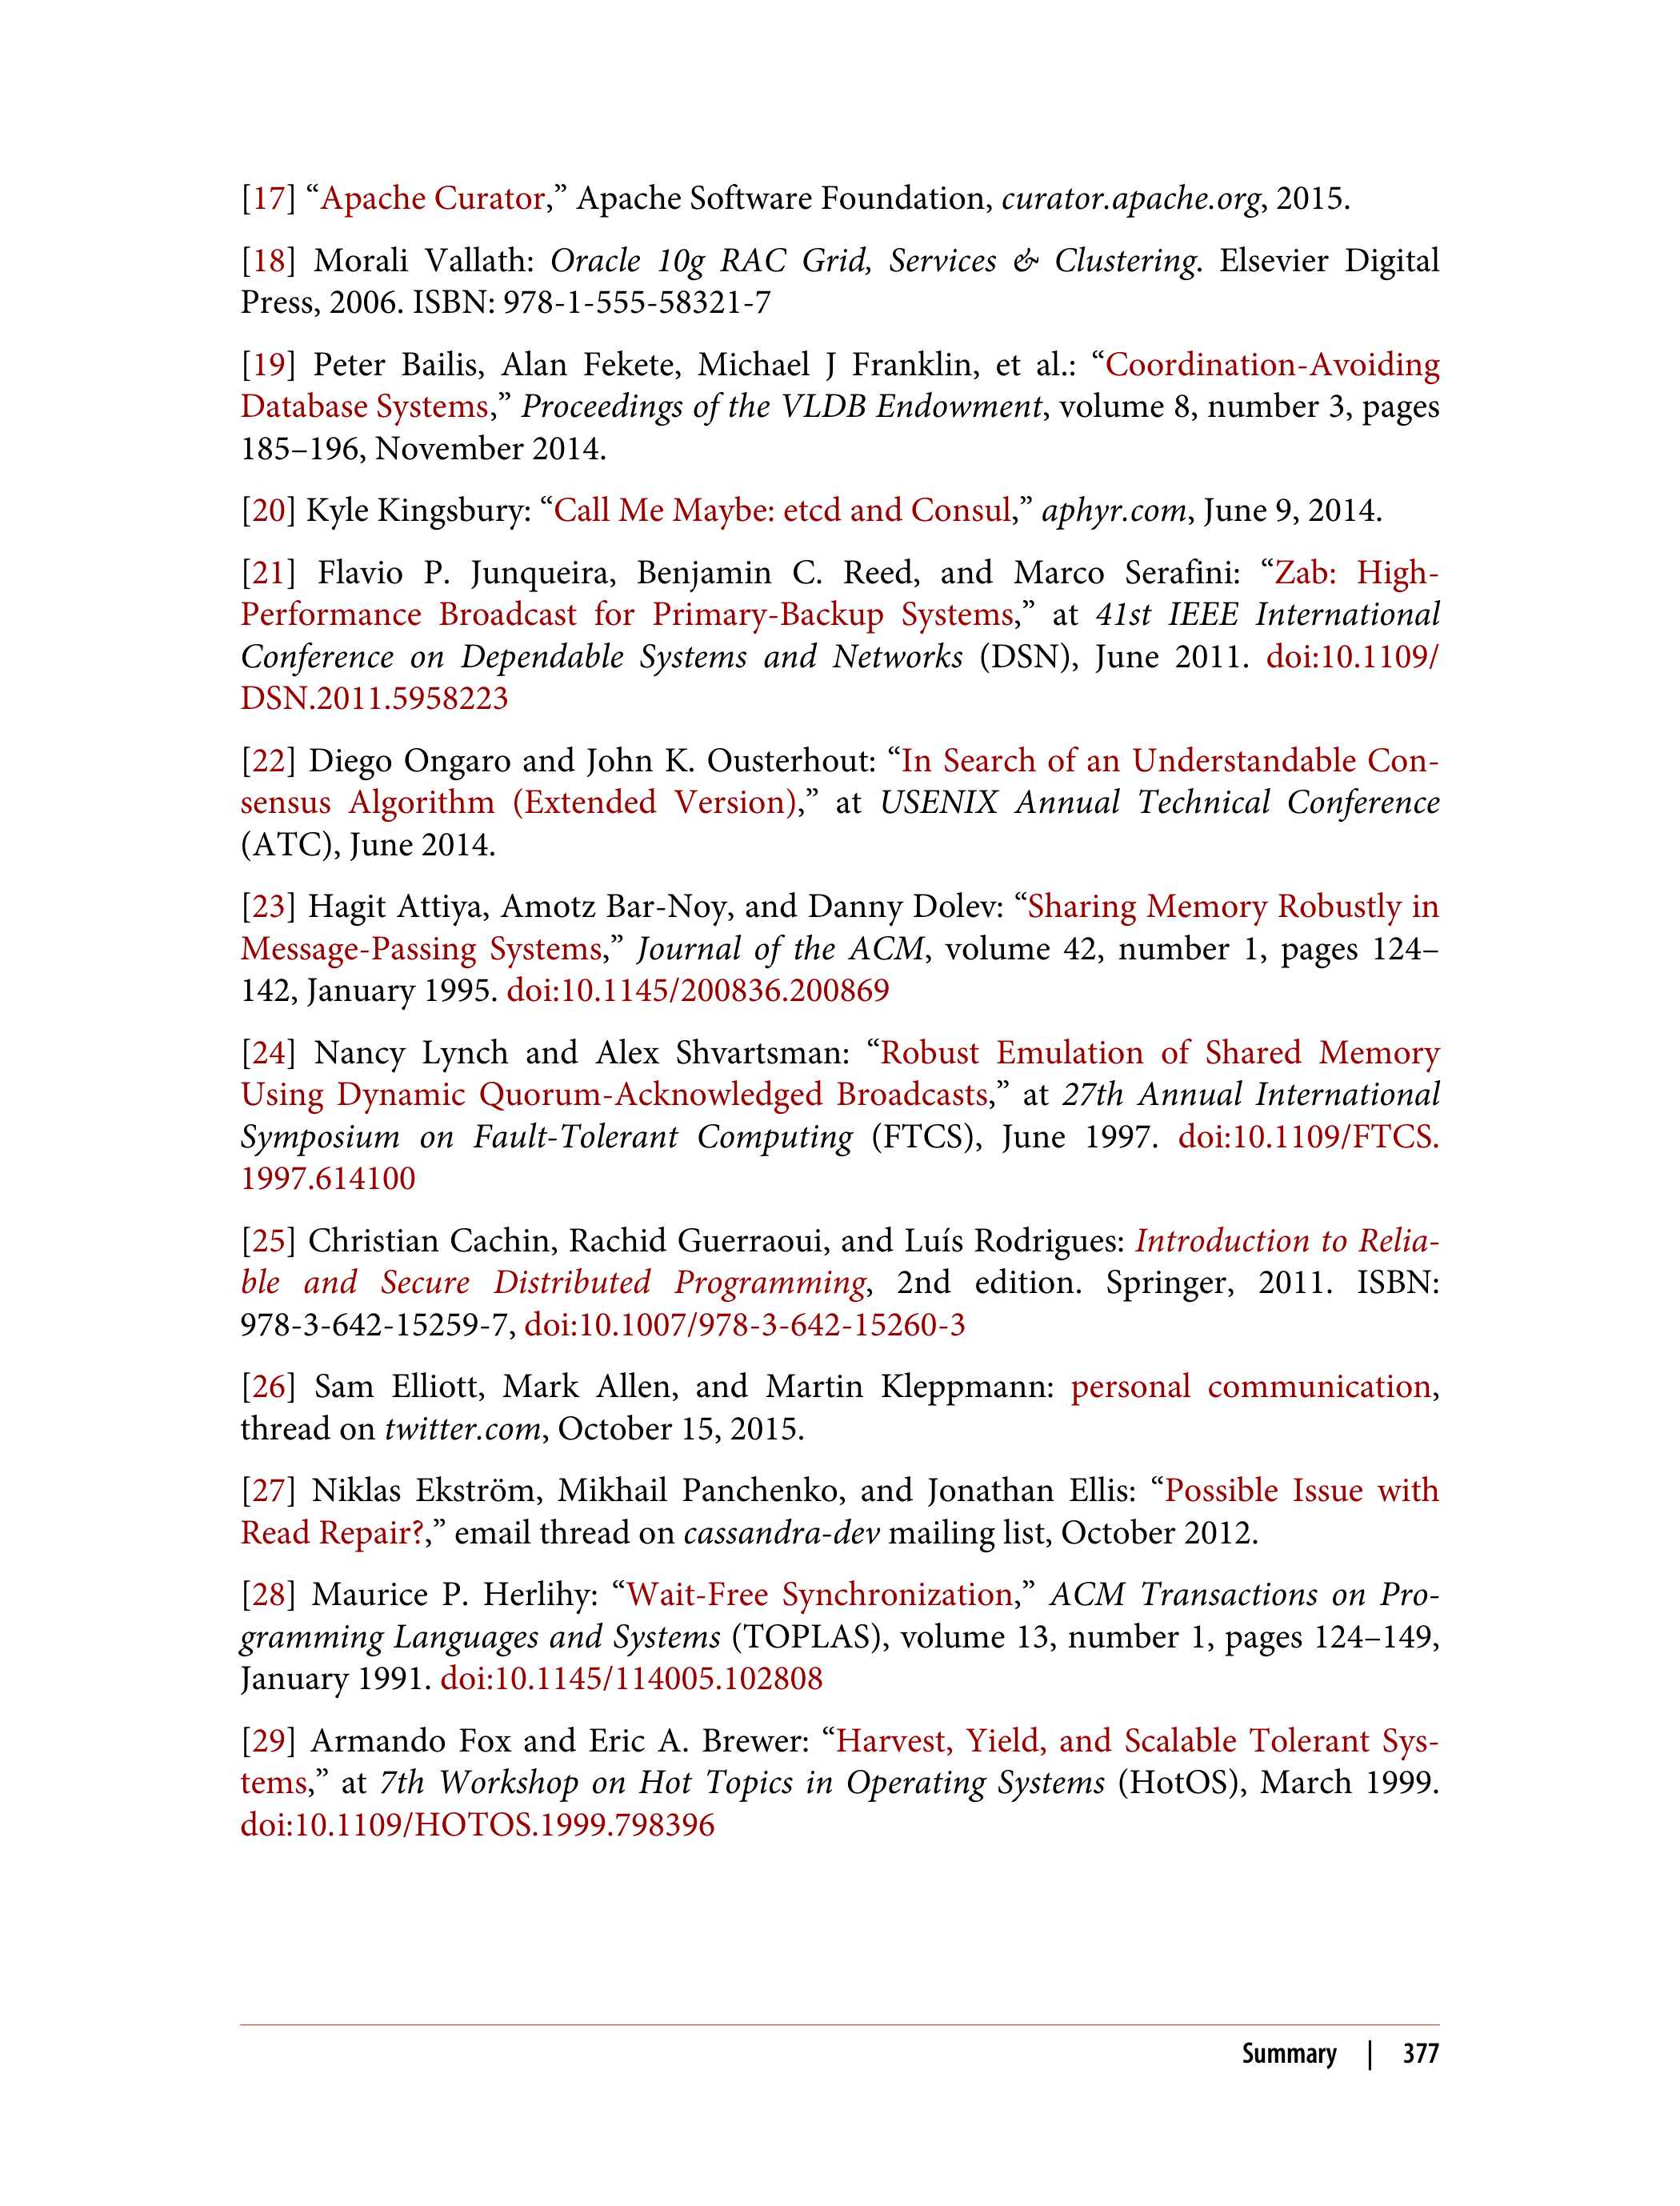 [17] “Apache Curator,” Apache Software Foundation, curator.apache.org, 2015.
[18] Morali Vallath: Oracle 10g RAC Grid, Services & Clustering. Elsevier Digital
Press, 2006. ISBN: 978-1-555-58321-7
[19] Peter Bailis, Alan Fekete, Michael J Franklin, et al.: “Coordination-Avoiding
Database Systems,” Proceedings of the VLDB Endowment, volume 8, number 3, pages
185–196, November 2014.
[20] Kyle Kingsbury: “Call Me Maybe: etcd and Consul,” aphyr.com, June 9, 2014.
[21] Flavio P. Junqueira, Benjamin C. Reed, and Marco Serafini: “Zab: High-
Performance Broadcast for Primary-Backup Systems,” at 41st IEEE International
Conference on Dependable Systems and Networks (DSN), June 2011. doi:10.1109/
DSN.2011.5958223
[22] Diego Ongaro and John K. Ousterhout: “In Search of an Understandable Con-
sensus Algorithm (Extended Version),” at USENIX Annual Technical Conference
(ATC), June 2014.
[23] Hagit Attiya, Amotz Bar-Noy, and Danny Dolev: “Sharing Memory Robustly in
Message-Passing Systems,” Journal of the ACM, volume 42, number 1, pages 124–
142, January 1995. doi:10.1145/200836.200869
[24] Nancy Lynch and Alex Shvartsman: “Robust Emulation of Shared Memory
Using Dynamic Quorum-Acknowledged Broadcasts,” at 27th Annual International
Symposium on Fault-Tolerant Computing (FTCS), June 1997. doi:10.1109/FTCS.
1997.614100
[25] Christian Cachin, Rachid Guerraoui, and Luís Rodrigues: Introduction to Relia-
ble and Secure Distributed Programming, 2nd edition. Springer, 2011. ISBN:
978-3-642-15259-7, doi:10.1007/978-3-642-15260-3
[26] Sam Elliott, Mark Allen, and Martin Kleppmann: personal communication,
thread on twitter.com, October 15, 2015.
[27] Niklas Ekström, Mikhail Panchenko, and Jonathan Ellis: “Possible Issue with
Read Repair?,” email thread on cassandra-dev mailing list, October 2012.
[28] Maurice P. Herlihy: “Wait-Free Synchronization,” ACM Transactions on Pro-
gramming Languages and Systems (TOPLAS), volume 13, number 1, pages 124–149,
January 1991. doi:10.1145/114005.102808
[29] Armando Fox and Eric A. Brewer: “Harvest, Yield, and Scalable Tolerant Sys-
tems,” at 7th Workshop on Hot Topics in Operating Systems (HotOS), March 1999.
doi:10.1109/HOTOS.1999.798396
Summary | 377